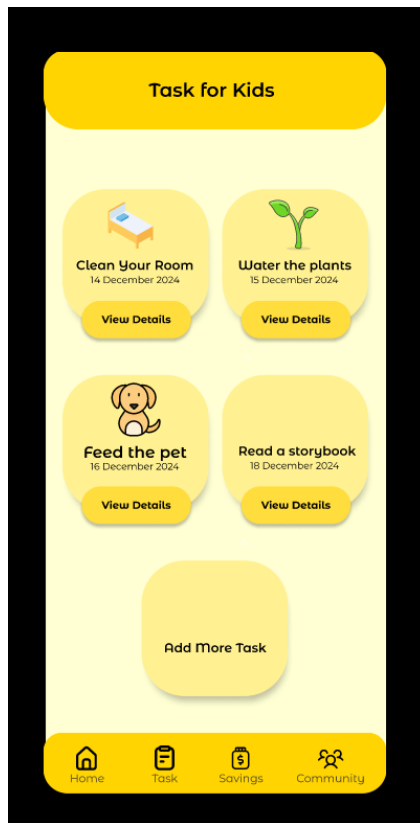 Task for Kids
Clean Your Room
14 December 2024
View Details
Water the plants
15 December 2024
View Details
Feed the pet
16 December 2024
View Details
Read a storybook
18 December 2024
View Details
Add More Task
$
Home
Task
Savings
Community